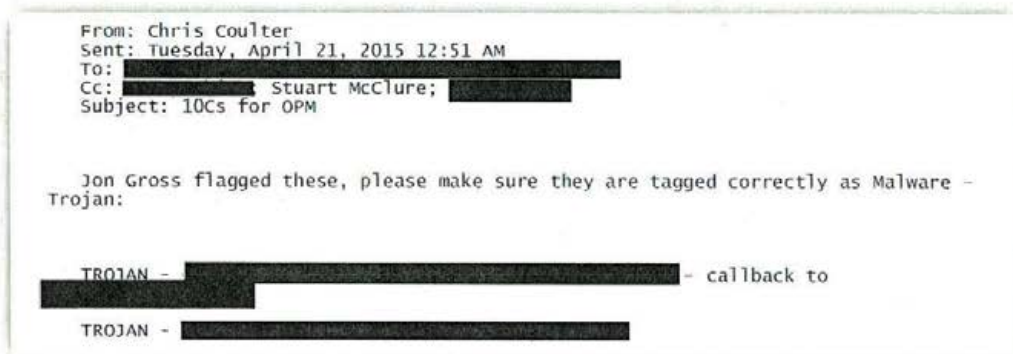 From: Chris Coulter
Sent: Tuesday, April 21, 2015 12:51 AM
To:
Cc: ; Stuart McClure;
Subject: 10Cs for OPM
Jon Gross flagged these, please make sure they are tagged correctly as Malware –
Trojan:
TROJAN – – callback to
TROJAN –